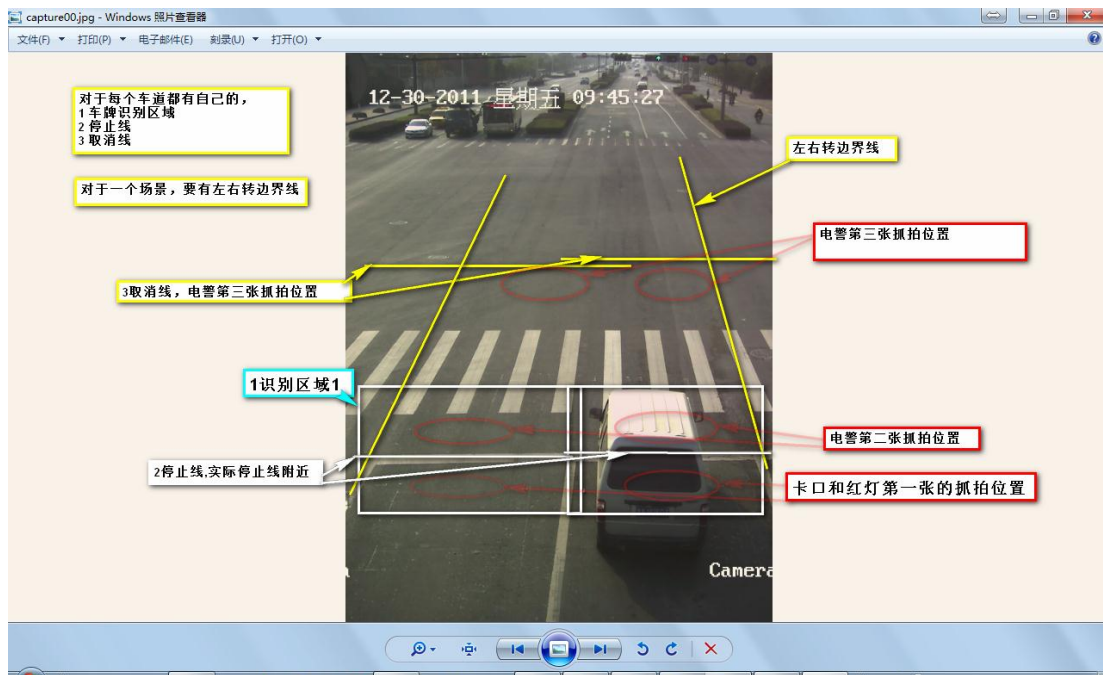 capture00.jpg - Windows 照片查看器
文件(F) 打印(P) 电子邮件(E) 刻录(U) 打开(O)
对于每个车道都有自己的，
1 车牌识别区域
2 停止线
3 取消线
12-30-2011 星期五 09:45:27
左右转边界线
对于一个场景，要有左右转边界线
电警第三张抓拍位置
3取消线，电警第三张抓拍位置
1识别区域1
电警第二张抓拍位置
2停止线,实际停止线附近
卡口和红灯第一张的抓拍位置
Camera